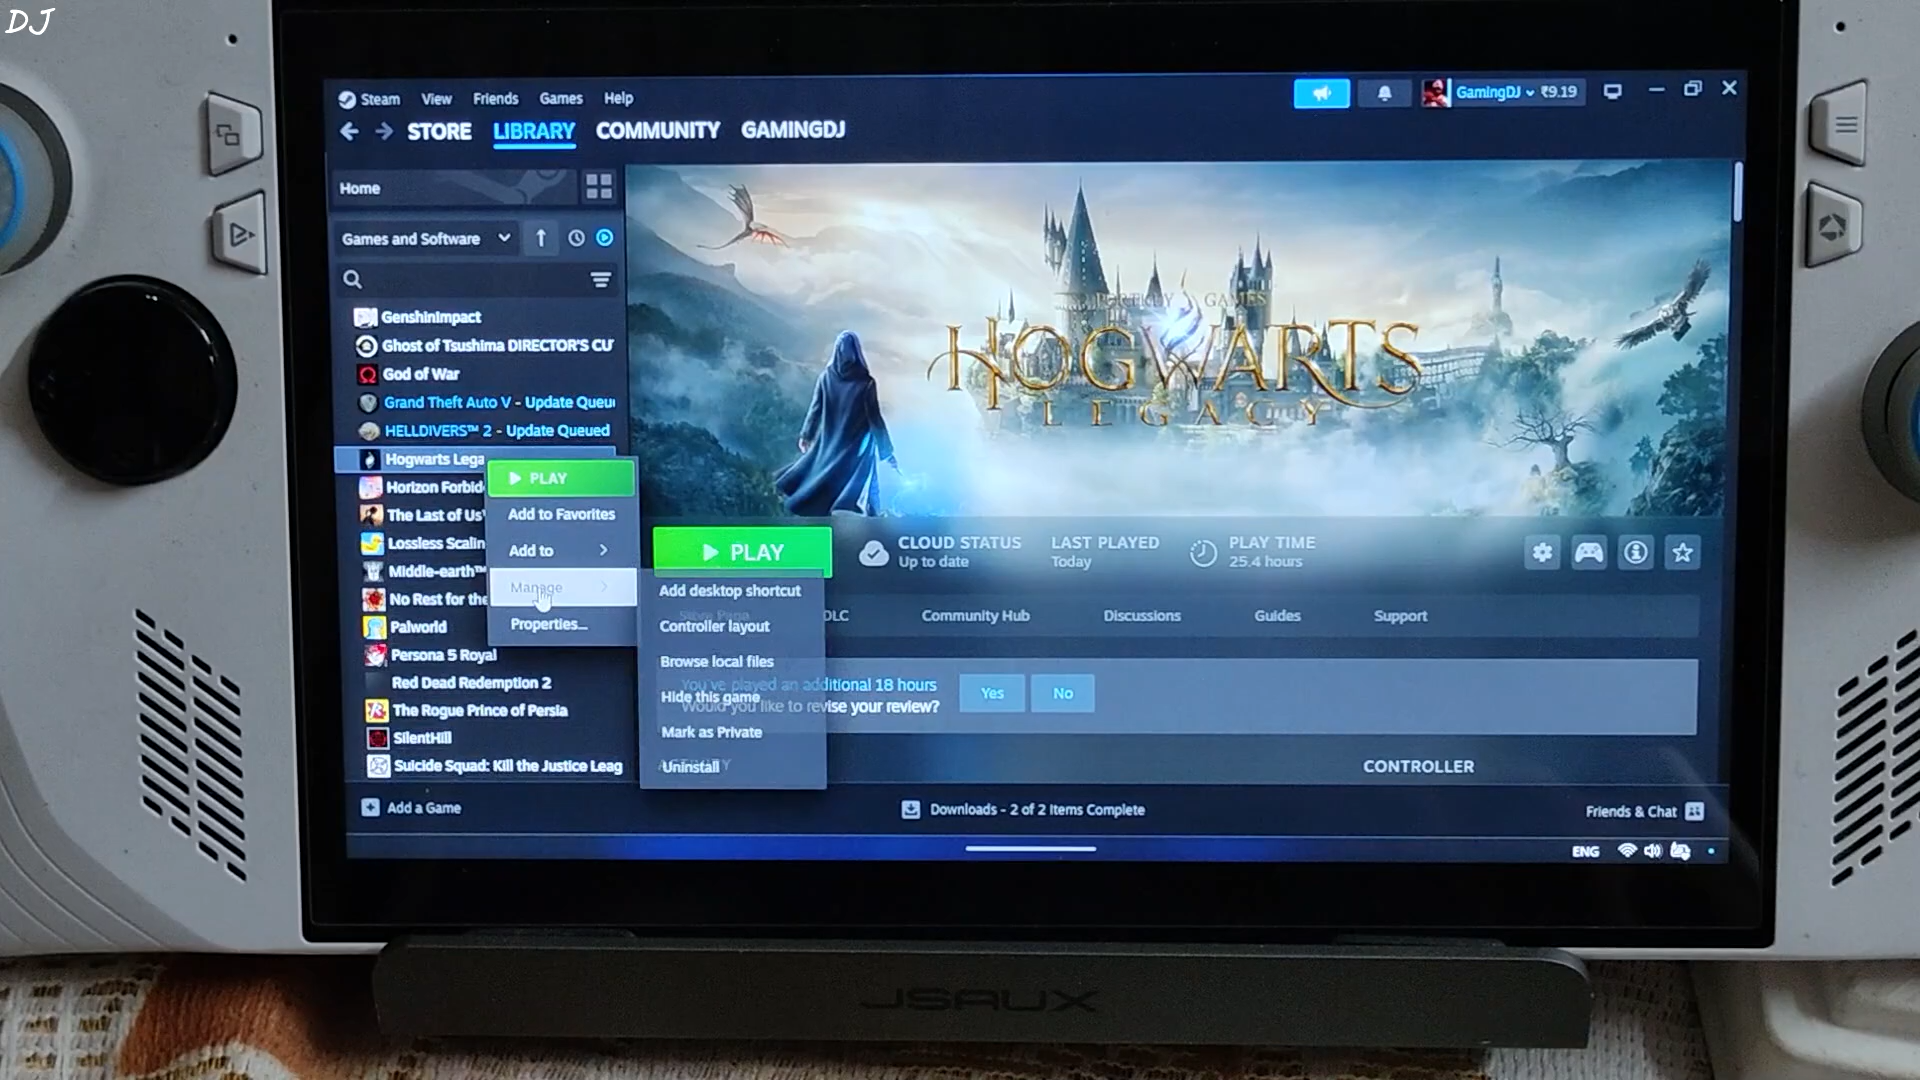 DJ
Steam View Friends Games Help
GamingDJ ₹9.19
STORE LIBRARY COMMUNITY GAMINGDJ
Home
Games and Software
GenshinImpact
Ghost of Tsushima DIRECTOR'S CU
God of War
Grand Theft Auto V - Update Queu
HELLDIVERS™ 2 - Update Queued
Hogwarts Lega
Horizon Forbid
The Last of Us
Lossless Scalin
Middle-earth™
No Rest for the
Palworld
Persona 5 Royal
Red Dead Redemption 2
The Rogue Prince of Persia
SilentHill
Suicide Squad: Kill the Justice Leag
PLAY
Add to Favorites
Add to
Manage
Properties...
PORTKEY GAMES
HOGWARTS
LEGACY
PLAY
CLOUD STATUS
Up to date
LAST PLAYED
Today
PLAY TIME
25.4 hours
Add desktop shortcut
Controller layout
Browse local files
Hide this game
Mark as Private
Uninstall
Store Page DLC Community Hub Discussions Guides Support
You've played an additional 18 hours
Would you like to revise your review?
Yes No
ACTIVITY
CONTROLLER
Add a Game
Downloads - 2 of 2 Items Complete
Friends & Chat
ENG
JSAUX